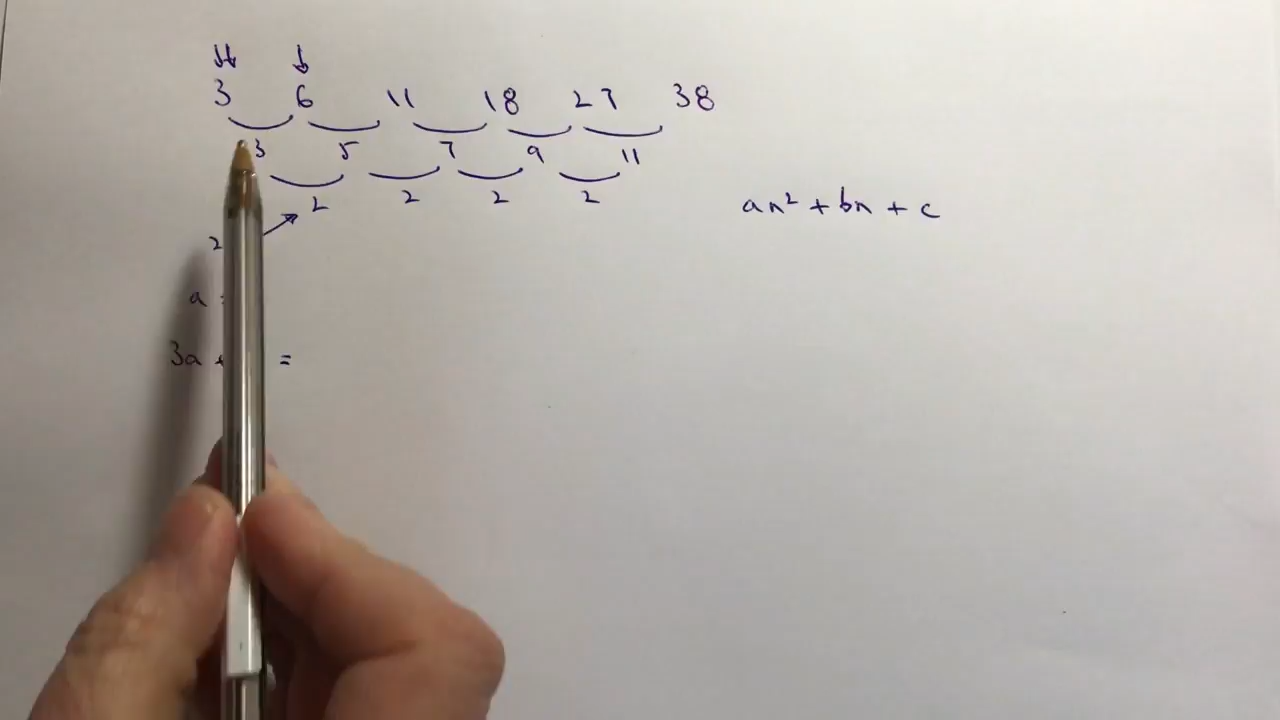 3 6 11 18 27 38
3 5 7 9 11
2 2 2 2
an² + bn + c
2
a
3a + =